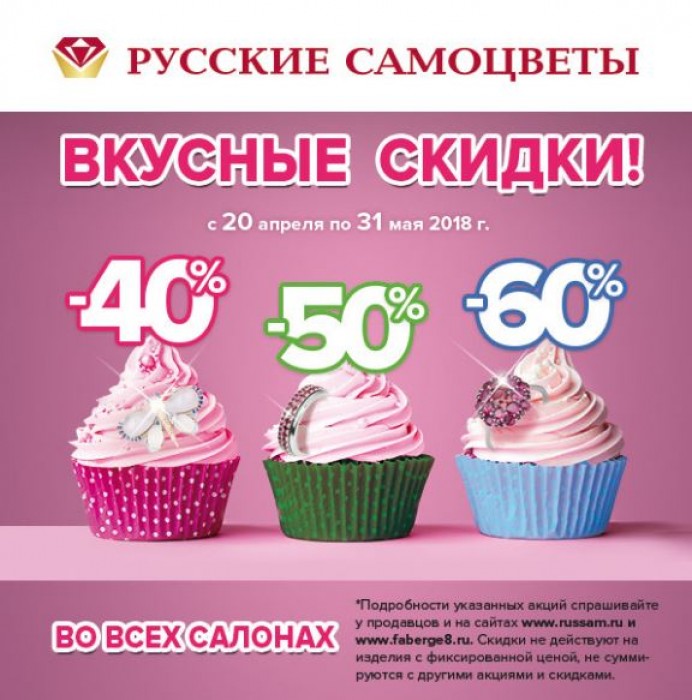 РУССКИЕ САМОЦВЕТЫ
ВКУСНЫЕ СКИДКИ!
с 20 апреля по 31 мая 2018 г.
-40% -50% -60%
ВО ВСЕХ САЛОНАХ
*Подробности указанных акций спрашивайте
у продавцов и на сайтах www.russam.ru и
www.faberge8.ru. Скидки не действуют на
изделия с фиксированной ценой, не сумми-
руются с другими акциями и скидками.